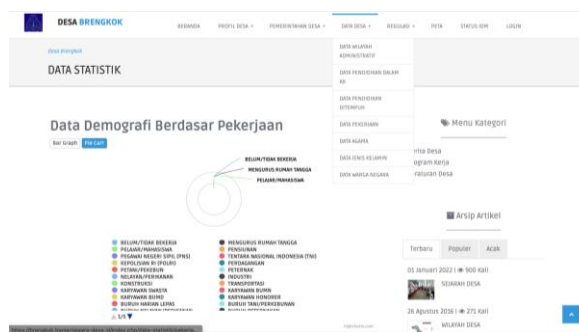 DESA BRENGKOK
BERANDA
PROFIL DESA
PEMERINTAHAN DESA
DATA DESA
REGULASI
PETA
STATUS IDM
LOGIN
Desa Brengkok
DATA STATISTIK
DATA WILAYAH
ADMINISTRATIF
DATA PENDIDIKAN DALAM
KK
DATA PENDIDIKAN
DITEMPUH
DATA PEKERJAAN
DATA AGAMA
DATA JENIS KELAMIN
DATA WARGA NEGARA
Data Demografi Berdasar Pekerjaan
Bar Graph
Pie Cart
BELUM/TIDAK BEKERJA
MENGURUS RUMAH TANGGA
PELAJAR/MAHASISWA
BELUM/TIDAK BEKERJA
PELAJAR/MAHASISWA
PEGAWAI NEGERI SIPIL (PNS)
KEPOLISIAN RI (POLRI)
PETANI/PEKEBUN
NELAYAN/PERIKANAN
KONSTRUKSI
KARYAWAN SWASTA
KARYAWAN BUMD
BURUH HARIAN LEPAS
MENGURUS RUMAH TANGGA
PENSIUNAN
TENTARA NASIONAL INDONESIA (TNI)
PERDAGANGAN
PETERNAK
INDUSTRI
TRANSPORTASI
KARYAWAN BUMN
KARYAWAN HONORER
BURUH TANI/PERKEBUNAN
1/5
Menu Kategori
rita Desa
ogram Kerja
raturan Desa
Arsip Artikel
Terbaru
Populer
Acak
01 Januari 2022 | 900 Kali
SEJARAH DESA
26 Agustus 2016 | 271 Kali
WILAYAH DESA